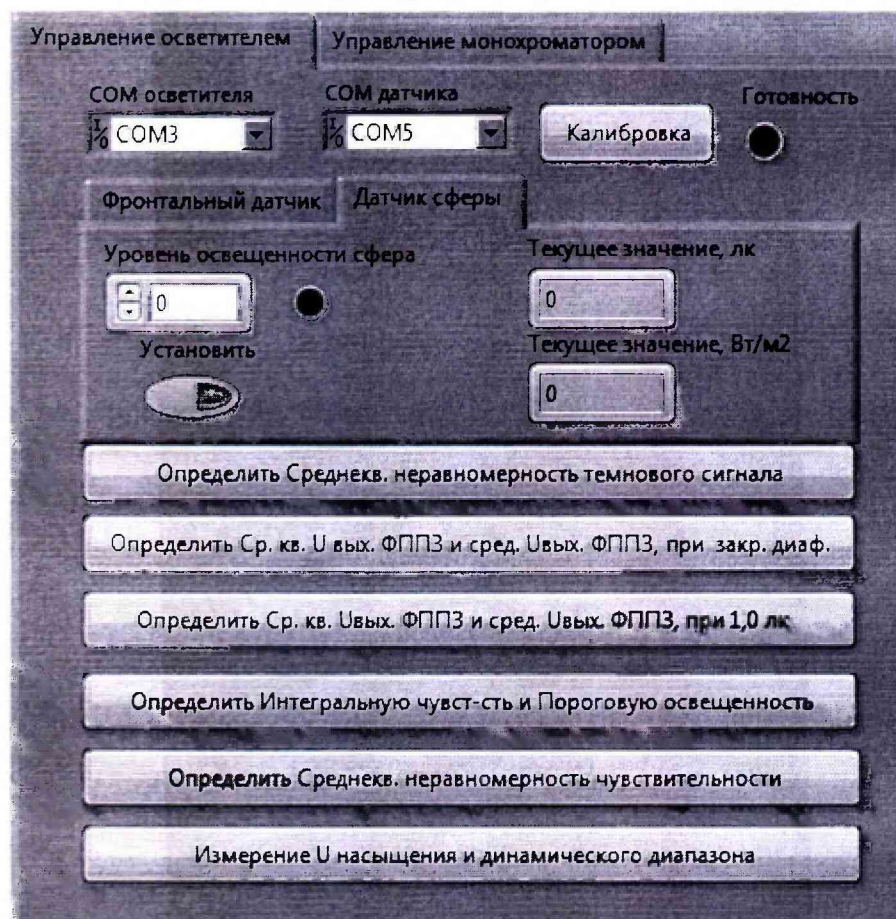 Управление осветителем Управление монохроматором
COM осветителя COM датчика Готовность
COM3 COM5 Калибровка
Фронтальный датчик Датчик сферы
Уровень освещенности сфера Текущее значение, лк
0 0
Установить Текущее значение, Вт/м2
0
Определить Среднекв. неравномерность темнового сигнала
Определить Ср. кв. U вых. ФППЗ и сред. Uвых. ФППЗ, при закр. диаф.
Определить Ср. кв. Uвых. ФППЗ и сред. Uвых. ФППЗ, при 1,0 лк
Определить Интегральную чувст-сть и Пороговую освещенность
Определить Среднекв. неравномерность чувствительности
Измерение U насыщения и динамического диапазона